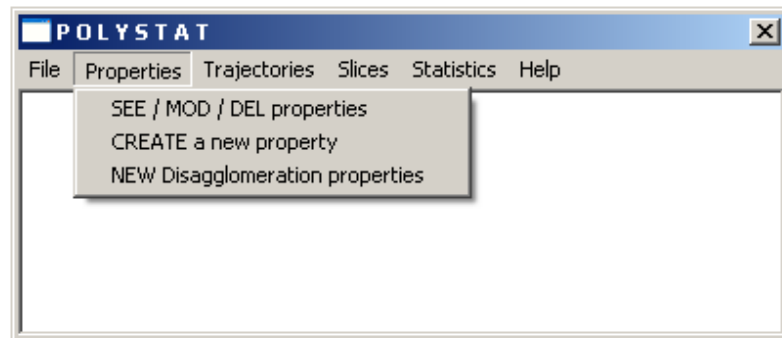 POLYSTAT
File Properties Trajectories Slices Statistics Help
SEE / MOD / DEL properties
CREATE a new property
NEW Disagglomeration properties